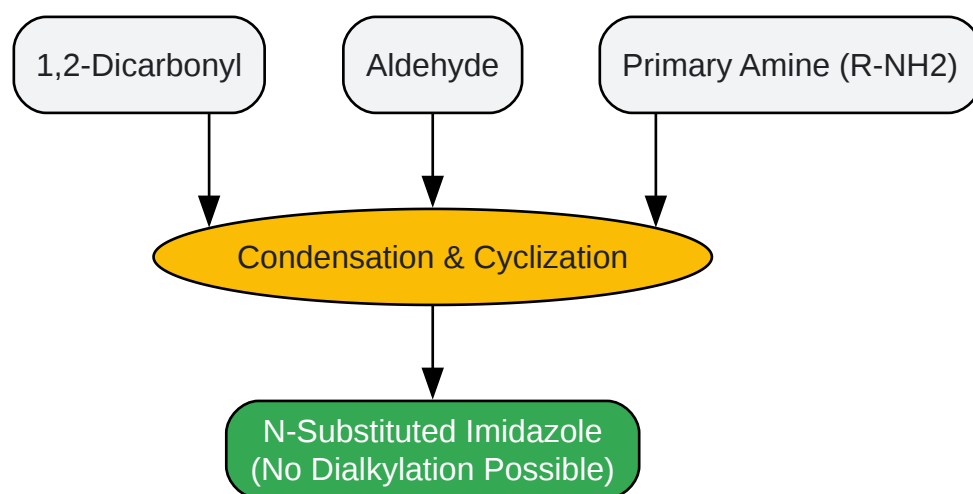 1,2-Dicarbonyl
Aldehyde
Primary Amine (R-NH2)
Condensation & Cyclization
N-Substituted Imidazole
(No Dialkylation Possible)